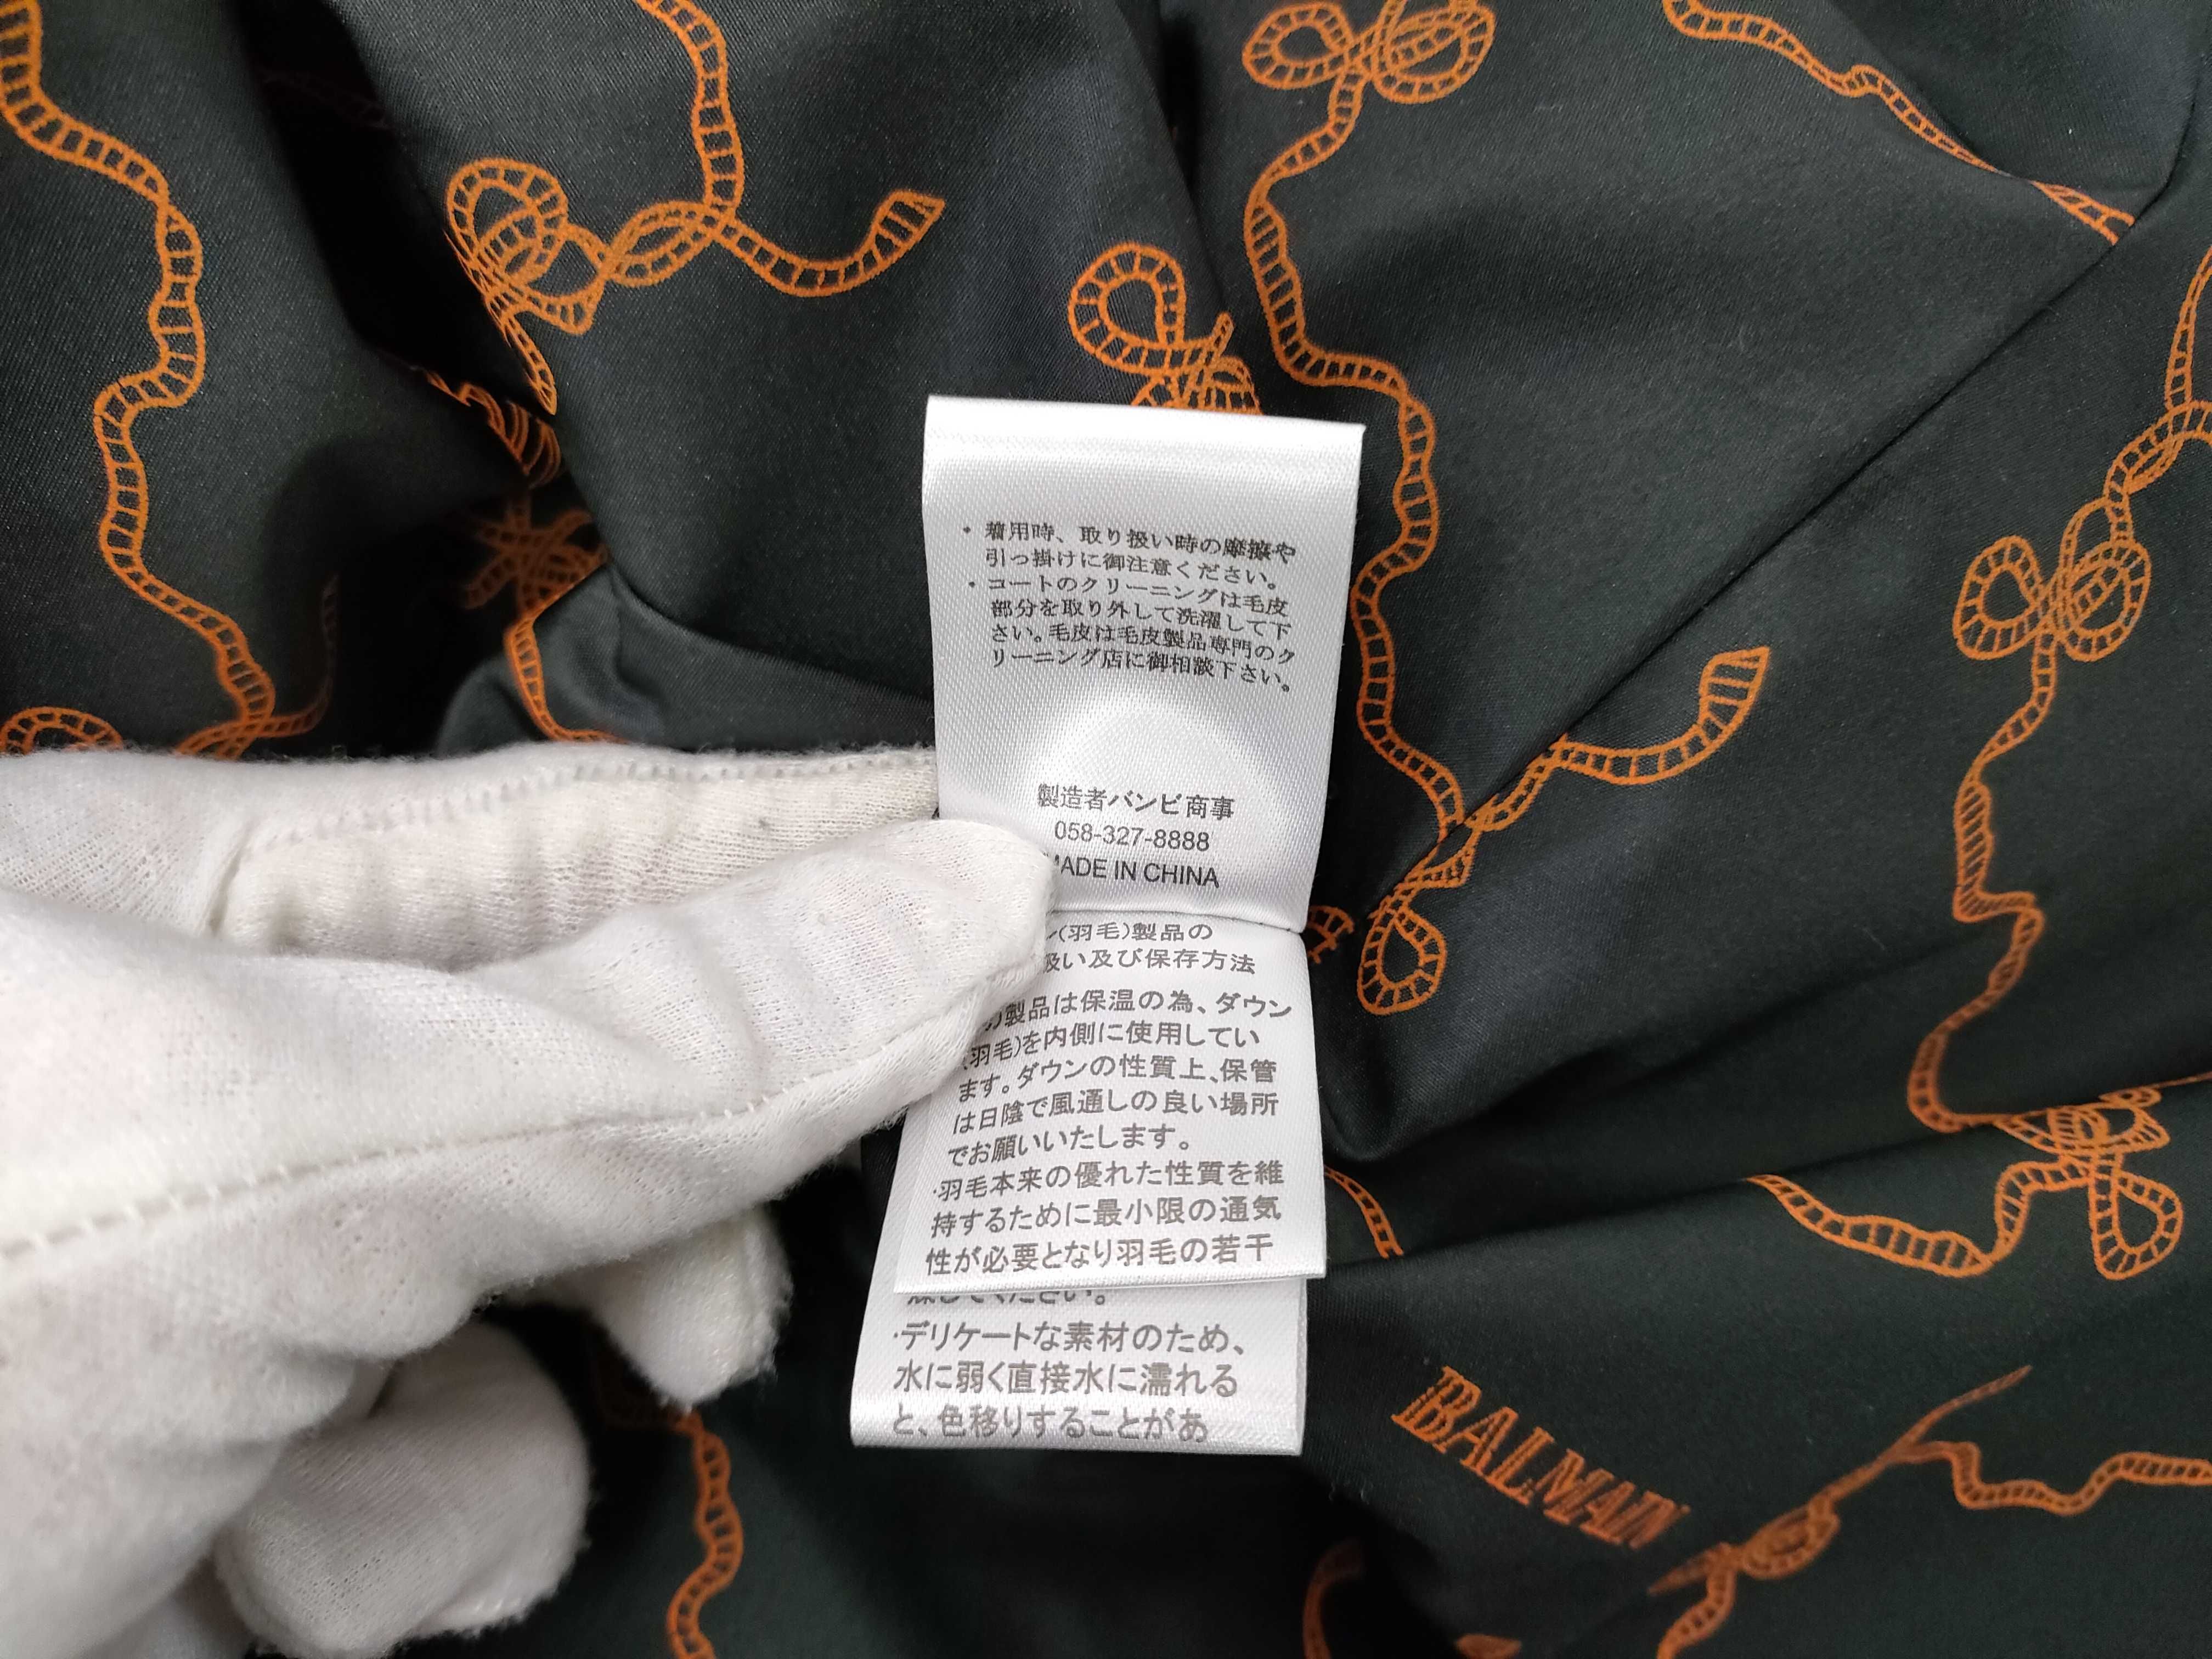 ・着用時、取り扱い時の摩擦や
引っ掛けに御注意ください。
・コートのクリーニングは毛皮
部分を取り外して洗濯して下
さい。毛皮は毛皮製品専門のク
リーニング店に御相談下さい。
製造者バンビ商事
058-327-8888
MADE IN CHINA
(羽毛)製品の
扱い及び保存方法
の製品は保温の為、ダウン
(羽毛)を内側に使用してい
ます。ダウンの性質上、保管
は日陰で風通しの良い場所
でお願いいたします。
・羽毛本来の優れた性質を維
持するために最小限の通気
性が必要となり羽毛の若干
してください。
・デリケートな素材のため、
水に弱く直接水に濡れる
と、色移りすることがあ
BALMAIN